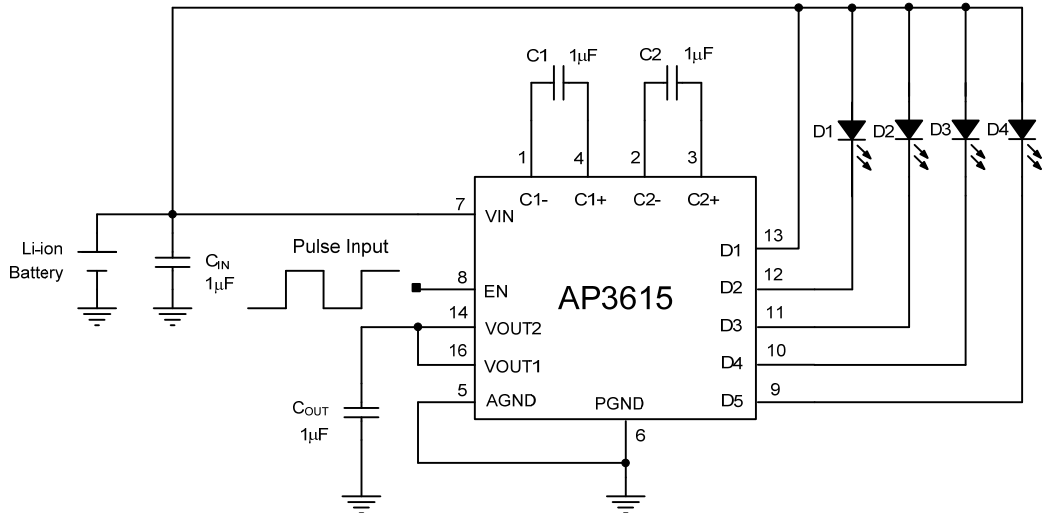 C1 1μF C2 1μF
D1 D2 D3 D4
1 4 2 3
C1- C1+ C2- C2+
7 VIN
Li-ion
Battery
CIN
1μF
Pulse Input
8 EN
AP3615
14 VOUT2
16 VOUT1
5 AGND
PGND
6
COUT
1μF
D1 13
D2 12
D3 11
D4 10
D5 9